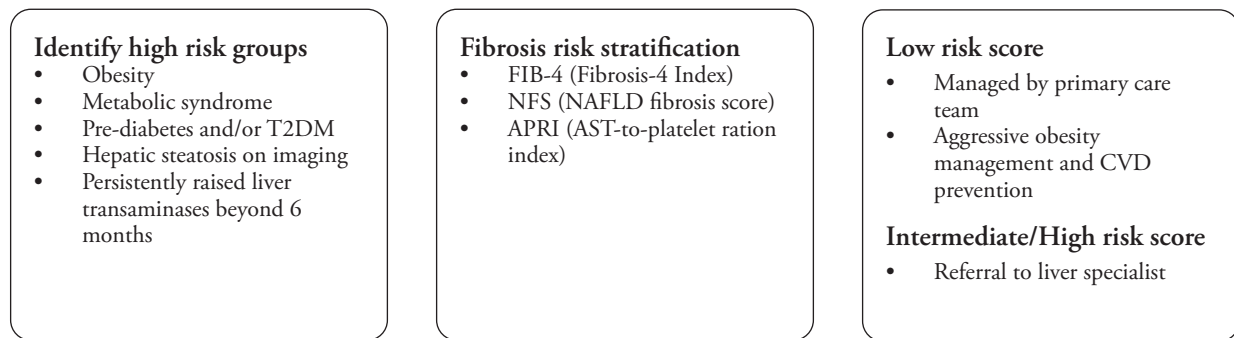 Identify high risk groups
• Obesity
• Metabolic syndrome
• Pre-diabetes and/or T2DM
• Hepatic steatosis on imaging
• Persistently raised liver
transaminases beyond 6
months
Fibrosis risk stratification
• FIB-4 (Fibrosis-4 Index)
• NFS (NAFLD fibrosis score)
• APRI (AST-to-platelet ration
index)
Low risk score
• Managed by primary care
team
• Aggressive obesity
management and CVD
prevention
Intermediate/High risk score
• Referral to liver specialist